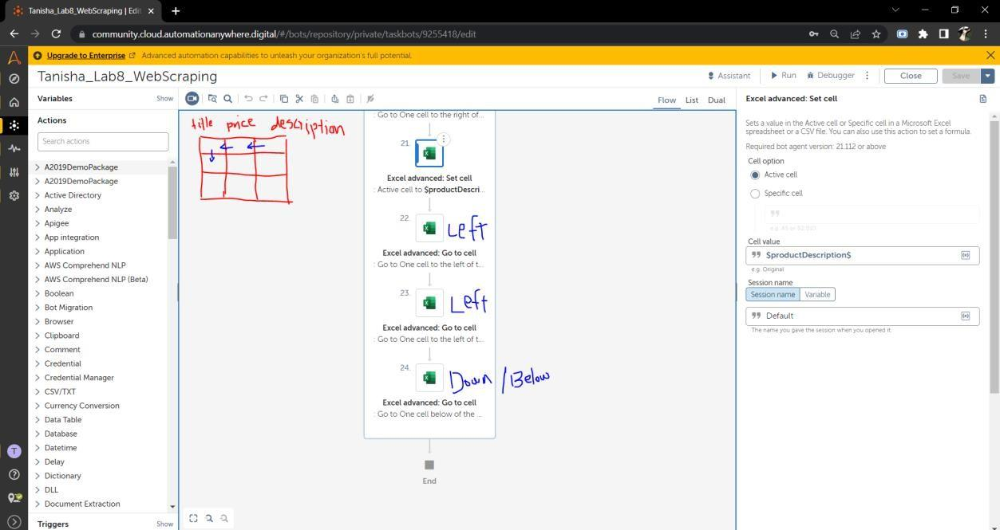 Tanisha_Lab8_WebScraping | Edit
community.cloud.automationanywhere.digital/#/bots/repository/private/taskbots/9255418/edit
Upgrade to Enterprise Advanced automation capabilities to unleash your organization's full potential.
Tanisha_Lab8_WebScraping
Assistant
Run
Debugger
Close
Save
Variables
Show
Flow
List
Dual
Actions
Search actions
A2019DemoPackage
A2019DemoPackage
Active Directory
Analyze
Apigee
App integration
Application
AWS Comprehend NLP
AWS Comprehend NLP (Beta)
Boolean
Bot Migration
Browser
Clipboard
Comment
Credential
Credential Manager
CSV/TXT
Currency Conversion
Data Table
Database
Datetime
Delay
Dictionary
DLL
Document Extraction
Triggers
Show
T
title price description
: Go to One cell to the right of...
21.
Excel advanced: Set cell
: Active cell to $productDescri...
22.
Left
Excel advanced: Go to cell
: Go to One cell to the left of t...
23.
Left
Excel advanced: Go to cell
: Go to One cell to the left of t...
24.
Down / Below
Excel advanced: Go to cell
: Go to One cell below of the ...
End
Excel advanced: Set cell
Sets a value in the Active cell or Specific cell in a Microsoft Excel
spreadsheet or a CSV file. You can also use this action to set a formula.
Required bot agent version: 21.112 or above
Cell option
Active cell
Specific cell
Cell value
$productDescription$
e.g. Original
Session name
Session name
Variable
Default
The name you gave the session when you opened it.